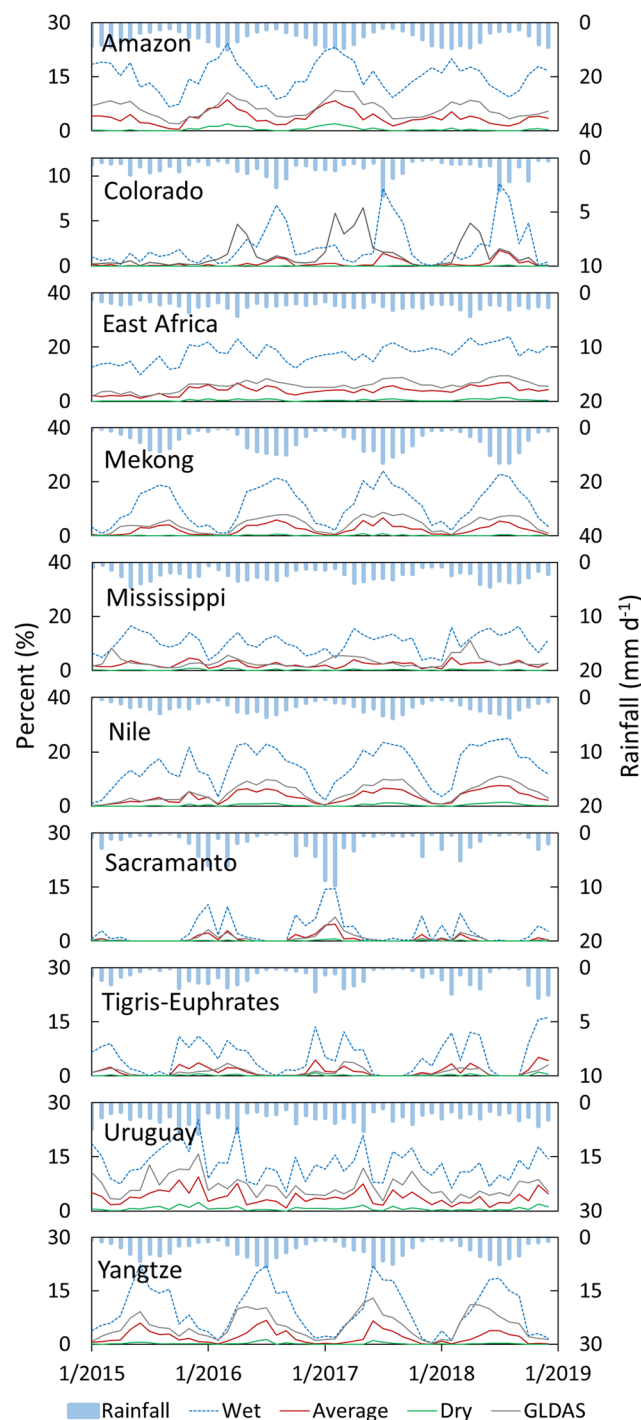 30 0
Amazon
15 20
0 40
10 0
Colorado
5 5
0 10
40 0
East Africa
20 10
0 20
40 0
Mekong
20 20
0 40
40 0
Mississippi
20 10
0 20
40 0
Nile
20 10
0 20
30 0
Sacramanto
15 10
0 20
30 0
Tigris-Euphrates
15 5
0 10
30 0
Uruguay
15 15
0 30
30 0
Yangtze
15 15
0 30
Percent (%)
Rainfall (mm d⁻¹)
1/2015 1/2016 1/2017 1/2018 1/2019
Rainfall Wet Average Dry GLDAS